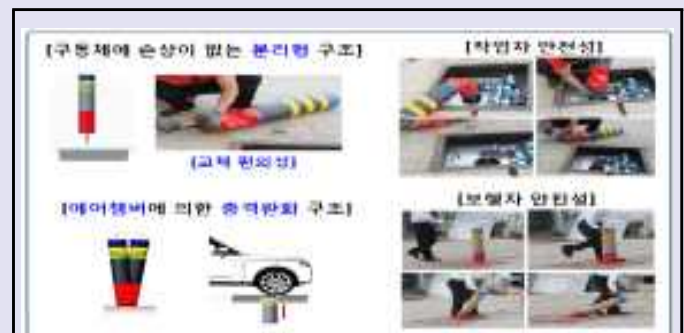 [구동체에 손상이 없는 분리형 구조]
[교체 편의성]
[에어챔버에 의한 충격완화 구조]
[작업자 안전성]
[보행자 안전성]